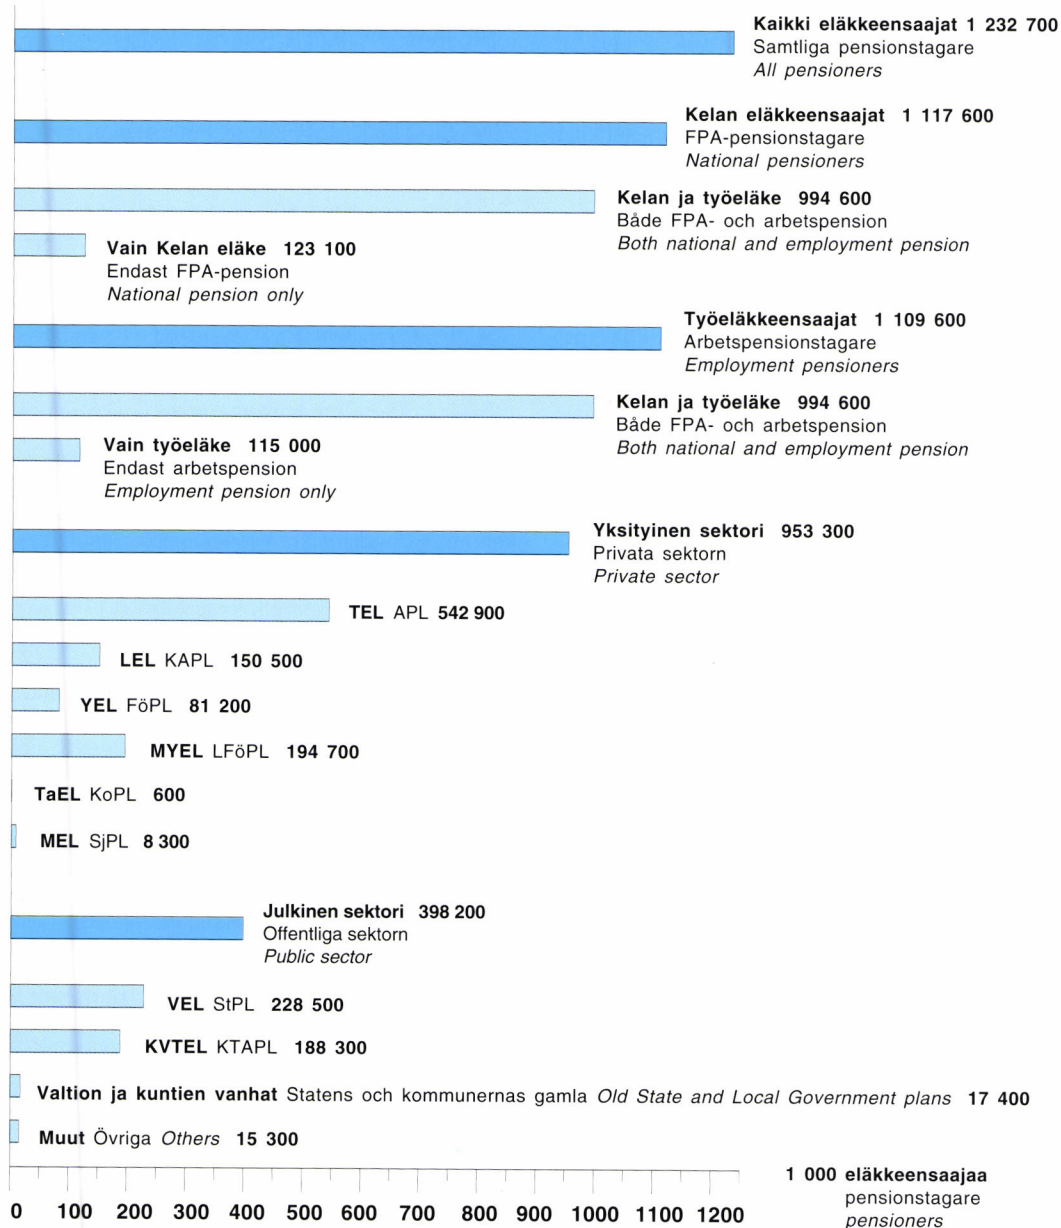 Kaikki eläkkeensaajat 1 232 700
Samtliga pensionstagare
All pensioners
Kelan eläkkeensaajat 1 117 600
FPA-pensionstagare
National pensioners
Kelan ja työeläke 994 600
Både FPA- och arbetspension
Both national and employment pension
Vain Kelan eläke 123 100
Endast FPA-pension
National pension only
Työeläkkeensaajat 1 109 600
Arbetspensionstagare
Employment pensioners
Kelan ja työeläke 994 600
Både FPA- och arbetspension
Both national and employment pension
Vain työeläke 115 000
Endast arbetspension
Employment pension only
Yksityinen sektori 953 300
Privata sektorn
Private sector
TEL APL 542 900
LEL KAPL 150 500
YEL FöPL 81 200
MYEL LFöPL 194 700
TaEL KoPL 600
MEL SjPL 8 300
Julkinen sektori 398 200
Offentliga sektorn
Public sector
VEL StPL 228 500
KVTEL KTAPL 188 300
Valtion ja kuntien vanhat Statens och kommunernas gamla Old State and Local Government plans 17 400
Muut Övriga Others 15 300
0 100 200 300 400 500 600 700 800 900 1000 1100 1200
1 000 eläkkeensaajaa
pensionstagare
pensioners